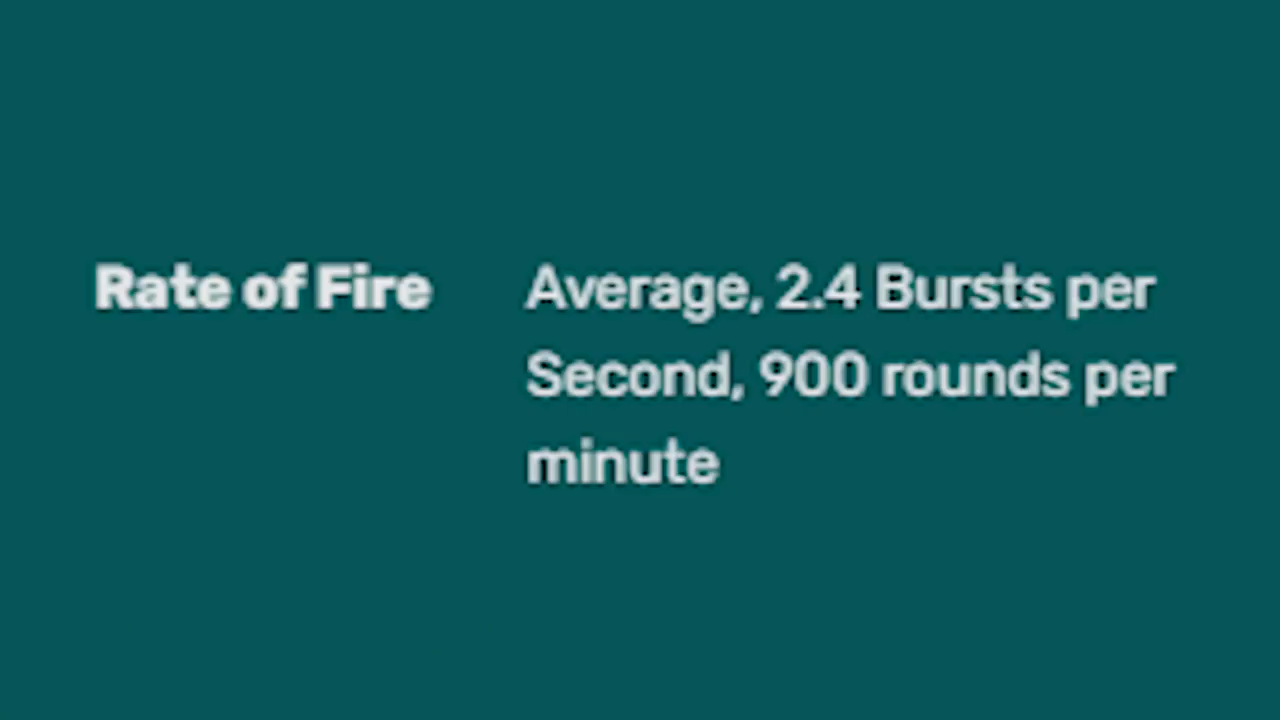 Rate of Fire Average, 2.4 Bursts per
Second, 900 rounds per
minute